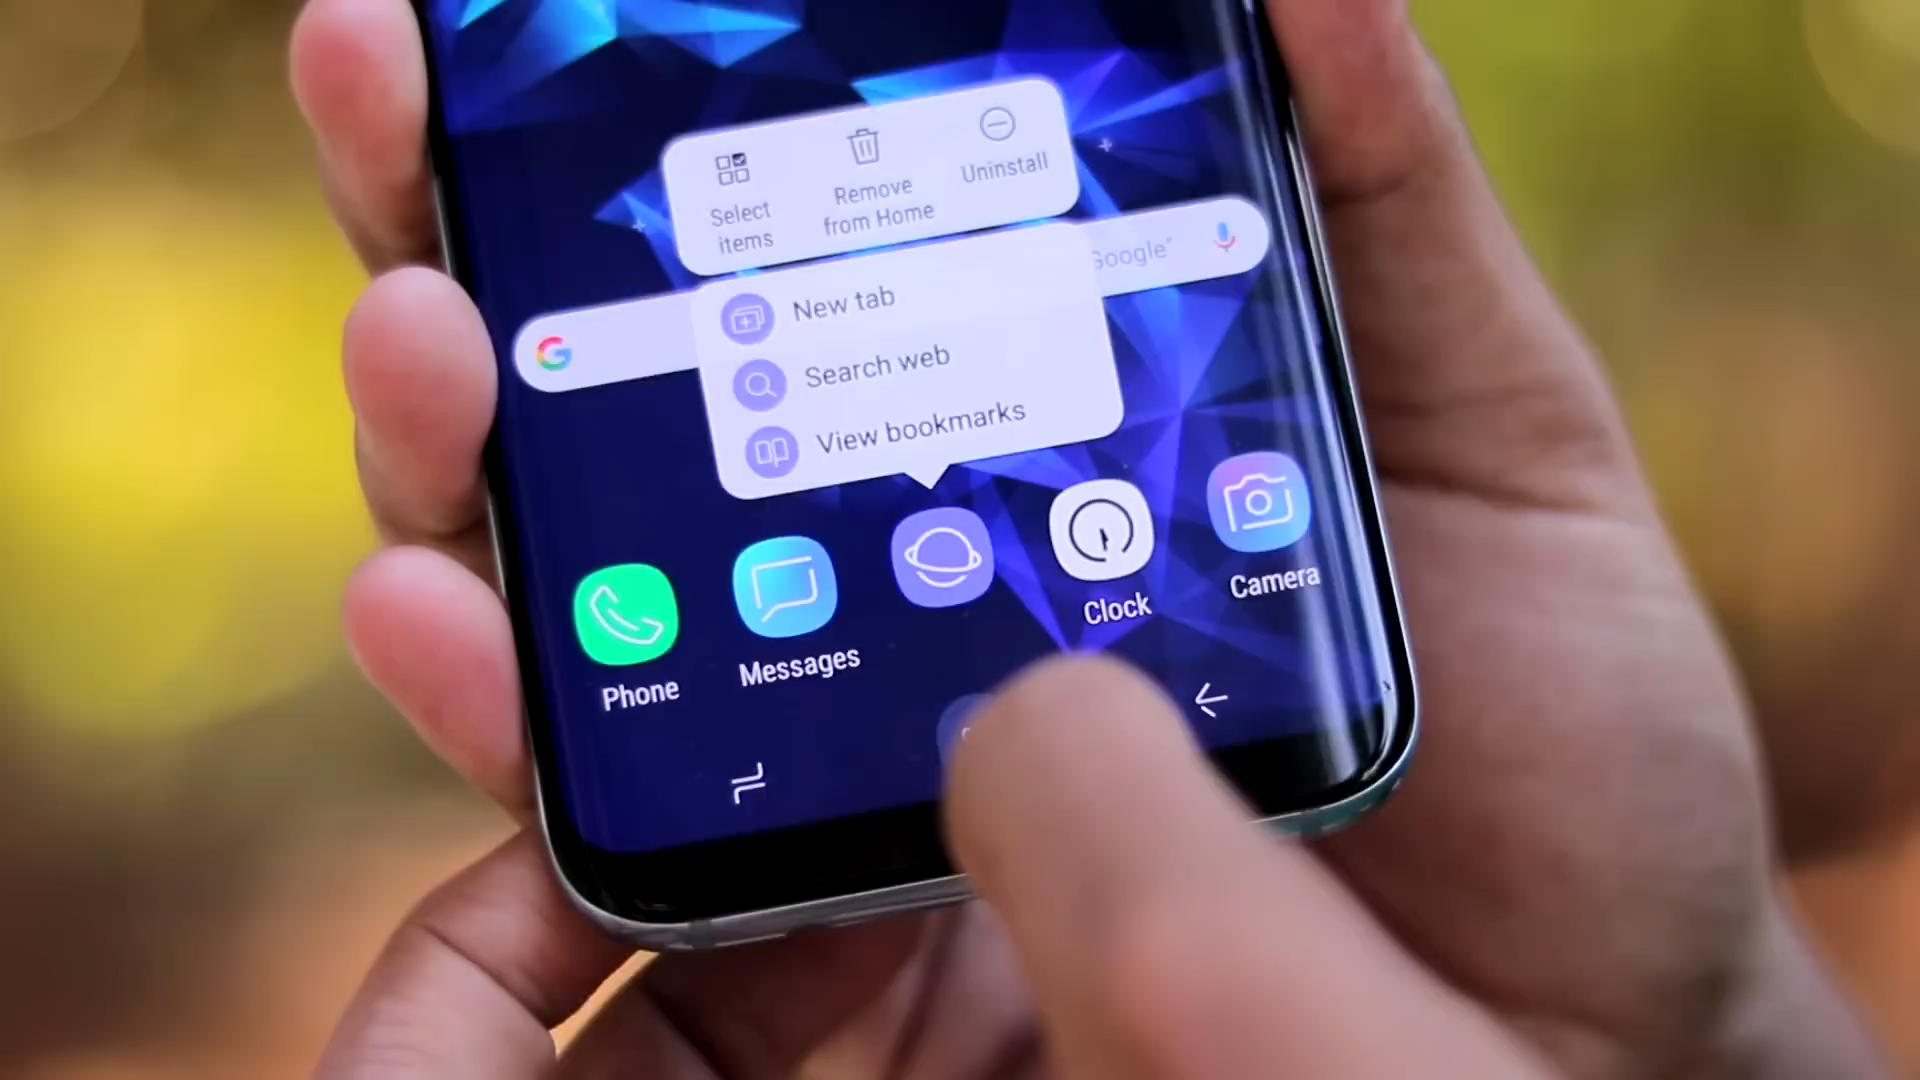 Select
items
Remove
from Home
Uninstall
G
Google"
New tab
Search web
View bookmarks
Phone
Messages
Clock
Camera